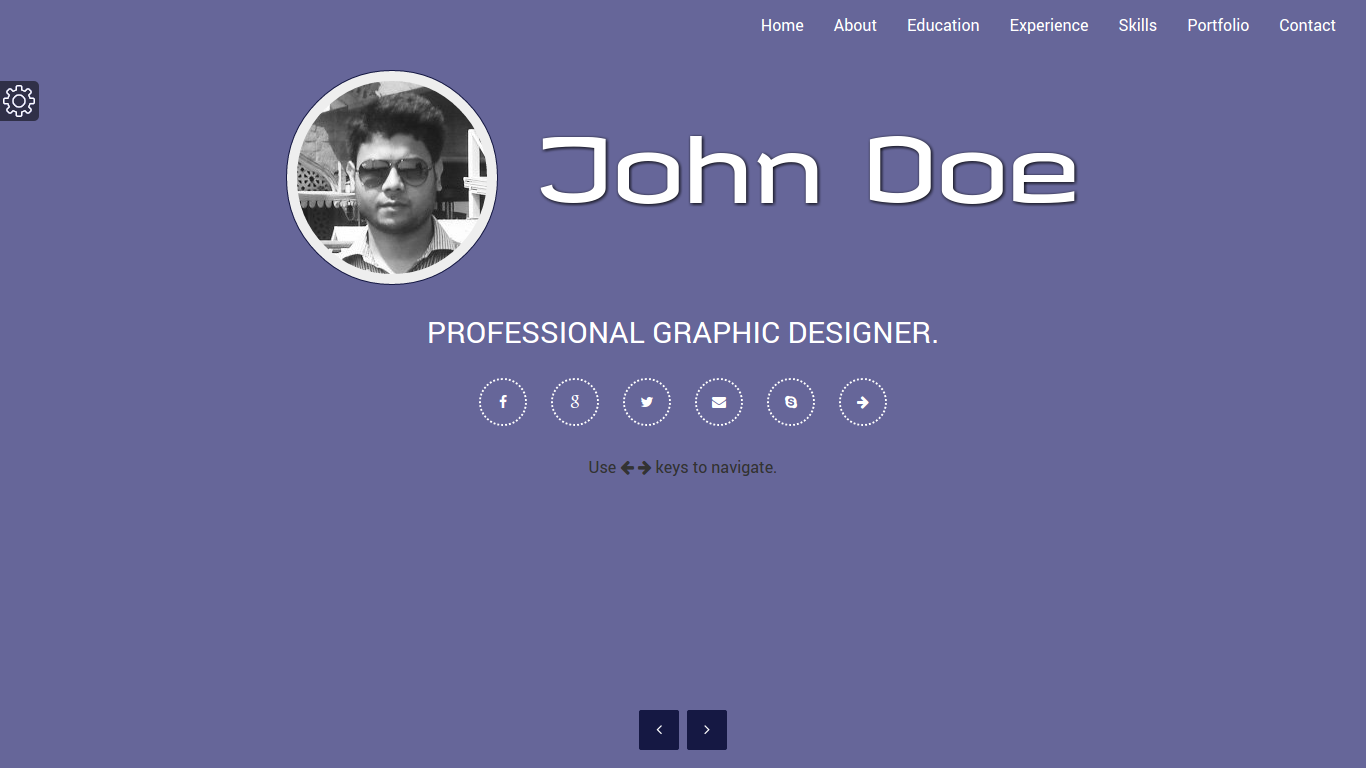 Home About Education Experience Skills Portfolio Contact
John Doe
PROFESSIONAL GRAPHIC DESIGNER.
Use keys to navigate.